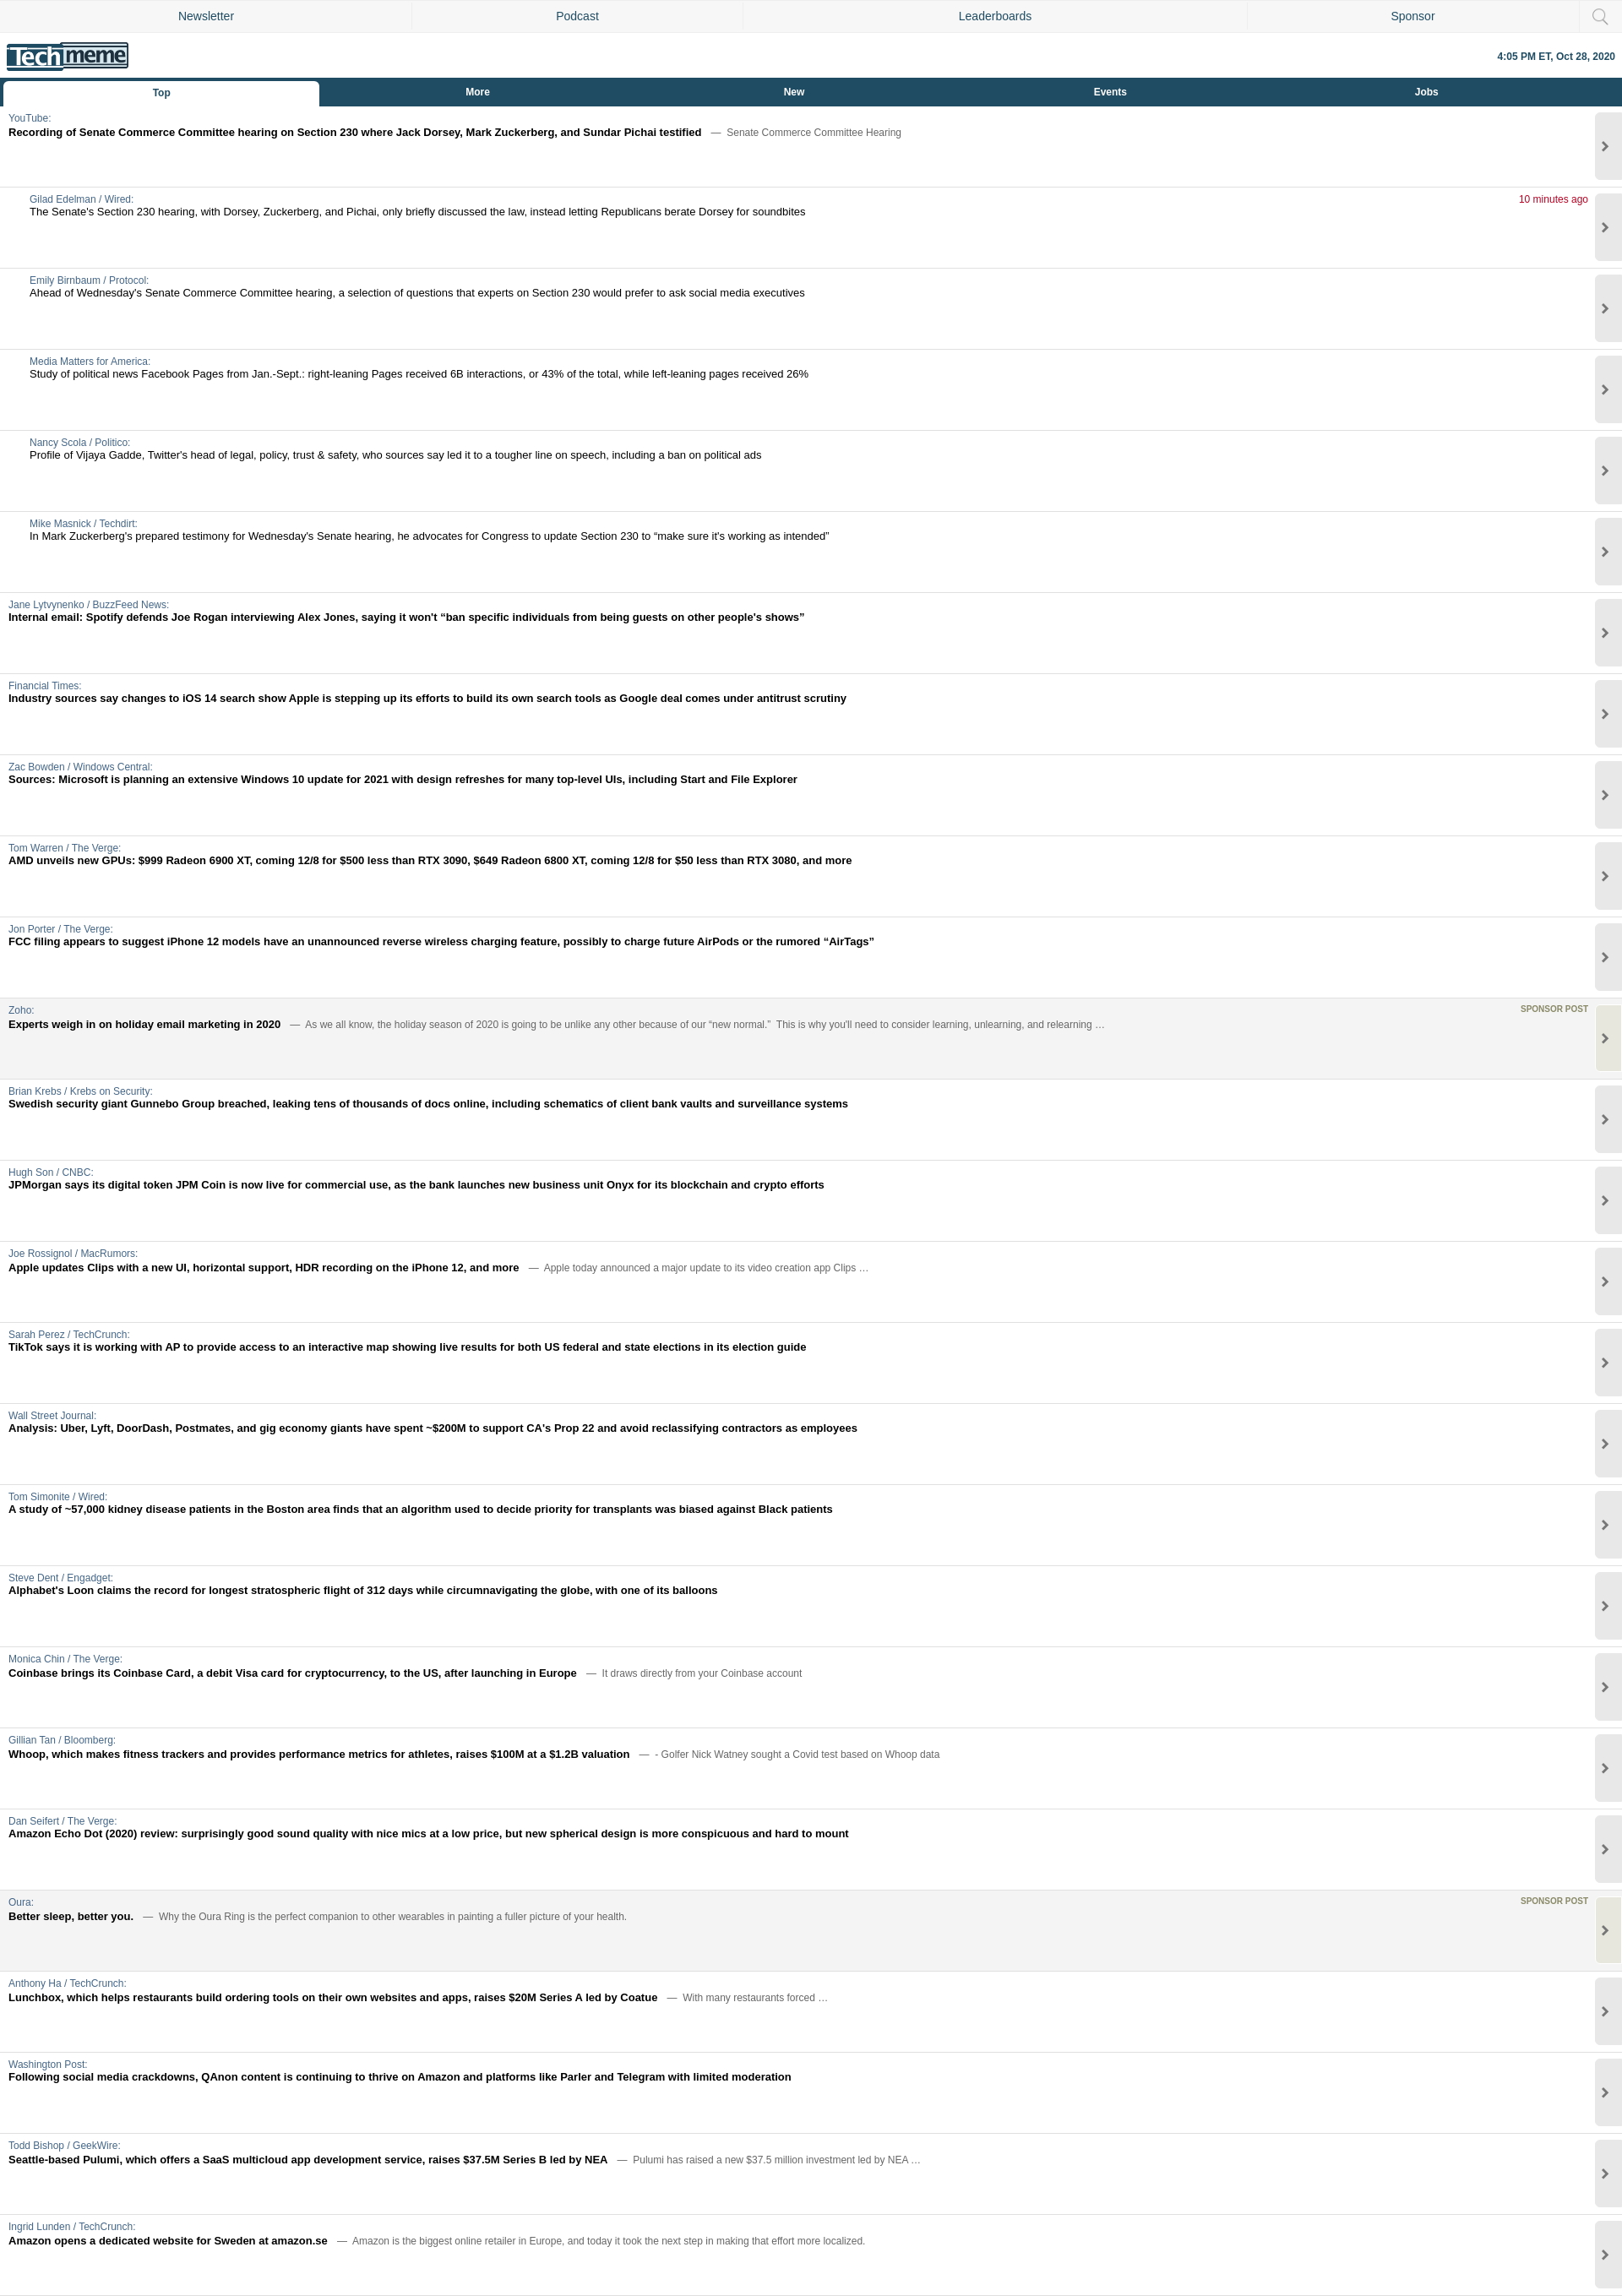 Newsletter
Podcast
Leaderboards
Sponsor
Techmeme
4:05 PM ET, Oct 28, 2020
Top
More
New
Events
Jobs
YouTube:
Recording of Senate Commerce Committee hearing on Section 230 where Jack Dorsey, Mark Zuckerberg, and Sundar Pichai testified — Senate Commerce Committee Hearing
Gilad Edelman / Wired:
10 minutes ago
The Senate's Section 230 hearing, with Dorsey, Zuckerberg, and Pichai, only briefly discussed the law, instead letting Republicans berate Dorsey for soundbites
Emily Birnbaum / Protocol:
Ahead of Wednesday's Senate Commerce Committee hearing, a selection of questions that experts on Section 230 would prefer to ask social media executives
Media Matters for America:
Study of political news Facebook Pages from Jan.-Sept.: right-leaning Pages received 6B interactions, or 43% of the total, while left-leaning pages received 26%
Nancy Scola / Politico:
Profile of Vijaya Gadde, Twitter's head of legal, policy, trust & safety, who sources say led it to a tougher line on speech, including a ban on political ads
Mike Masnick / Techdirt:
In Mark Zuckerberg's prepared testimony for Wednesday's Senate hearing, he advocates for Congress to update Section 230 to “make sure it's working as intended”
Jane Lytvynenko / BuzzFeed News:
Internal email: Spotify defends Joe Rogan interviewing Alex Jones, saying it won't “ban specific individuals from being guests on other people's shows”
Financial Times:
Industry sources say changes to iOS 14 search show Apple is stepping up its efforts to build its own search tools as Google deal comes under antitrust scrutiny
Zac Bowden / Windows Central:
Sources: Microsoft is planning an extensive Windows 10 update for 2021 with design refreshes for many top-level UIs, including Start and File Explorer
Tom Warren / The Verge:
AMD unveils new GPUs: $999 Radeon 6900 XT, coming 12/8 for $500 less than RTX 3090, $649 Radeon 6800 XT, coming 12/8 for $50 less than RTX 3080, and more
Jon Porter / The Verge:
FCC filing appears to suggest iPhone 12 models have an unannounced reverse wireless charging feature, possibly to charge future AirPods or the rumored “AirTags”
Zoho:
SPONSOR POST
Experts weigh in on holiday email marketing in 2020 — As we all know, the holiday season of 2020 is going to be unlike any other because of our “new normal.” This is why you'll need to consider learning, unlearning, and relearning …
Brian Krebs / Krebs on Security:
Swedish security giant Gunnebo Group breached, leaking tens of thousands of docs online, including schematics of client bank vaults and surveillance systems
Hugh Son / CNBC:
JPMorgan says its digital token JPM Coin is now live for commercial use, as the bank launches new business unit Onyx for its blockchain and crypto efforts
Joe Rossignol / MacRumors:
Apple updates Clips with a new UI, horizontal support, HDR recording on the iPhone 12, and more — Apple today announced a major update to its video creation app Clips …
Sarah Perez / TechCrunch:
TikTok says it is working with AP to provide access to an interactive map showing live results for both US federal and state elections in its election guide
Wall Street Journal:
Analysis: Uber, Lyft, DoorDash, Postmates, and gig economy giants have spent ~$200M to support CA's Prop 22 and avoid reclassifying contractors as employees
Tom Simonite / Wired:
A study of ~57,000 kidney disease patients in the Boston area finds that an algorithm used to decide priority for transplants was biased against Black patients
Steve Dent / Engadget:
Alphabet's Loon claims the record for longest stratospheric flight of 312 days while circumnavigating the globe, with one of its balloons
Monica Chin / The Verge:
Coinbase brings its Coinbase Card, a debit Visa card for cryptocurrency, to the US, after launching in Europe — It draws directly from your Coinbase account
Gillian Tan / Bloomberg:
Whoop, which makes fitness trackers and provides performance metrics for athletes, raises $100M at a $1.2B valuation — - Golfer Nick Watney sought a Covid test based on Whoop data
Dan Seifert / The Verge:
Amazon Echo Dot (2020) review: surprisingly good sound quality with nice mics at a low price, but new spherical design is more conspicuous and hard to mount
Oura:
SPONSOR POST
Better sleep, better you. — Why the Oura Ring is the perfect companion to other wearables in painting a fuller picture of your health.
Anthony Ha / TechCrunch:
Lunchbox, which helps restaurants build ordering tools on their own websites and apps, raises $20M Series A led by Coatue — With many restaurants forced …
Washington Post:
Following social media crackdowns, QAnon content is continuing to thrive on Amazon and platforms like Parler and Telegram with limited moderation
Todd Bishop / GeekWire:
Seattle-based Pulumi, which offers a SaaS multicloud app development service, raises $37.5M Series B led by NEA — Pulumi has raised a new $37.5 million investment led by NEA …
Ingrid Lunden / TechCrunch:
Amazon opens a dedicated website for Sweden at amazon.se — Amazon is the biggest online retailer in Europe, and today it took the next step in making that effort more localized.